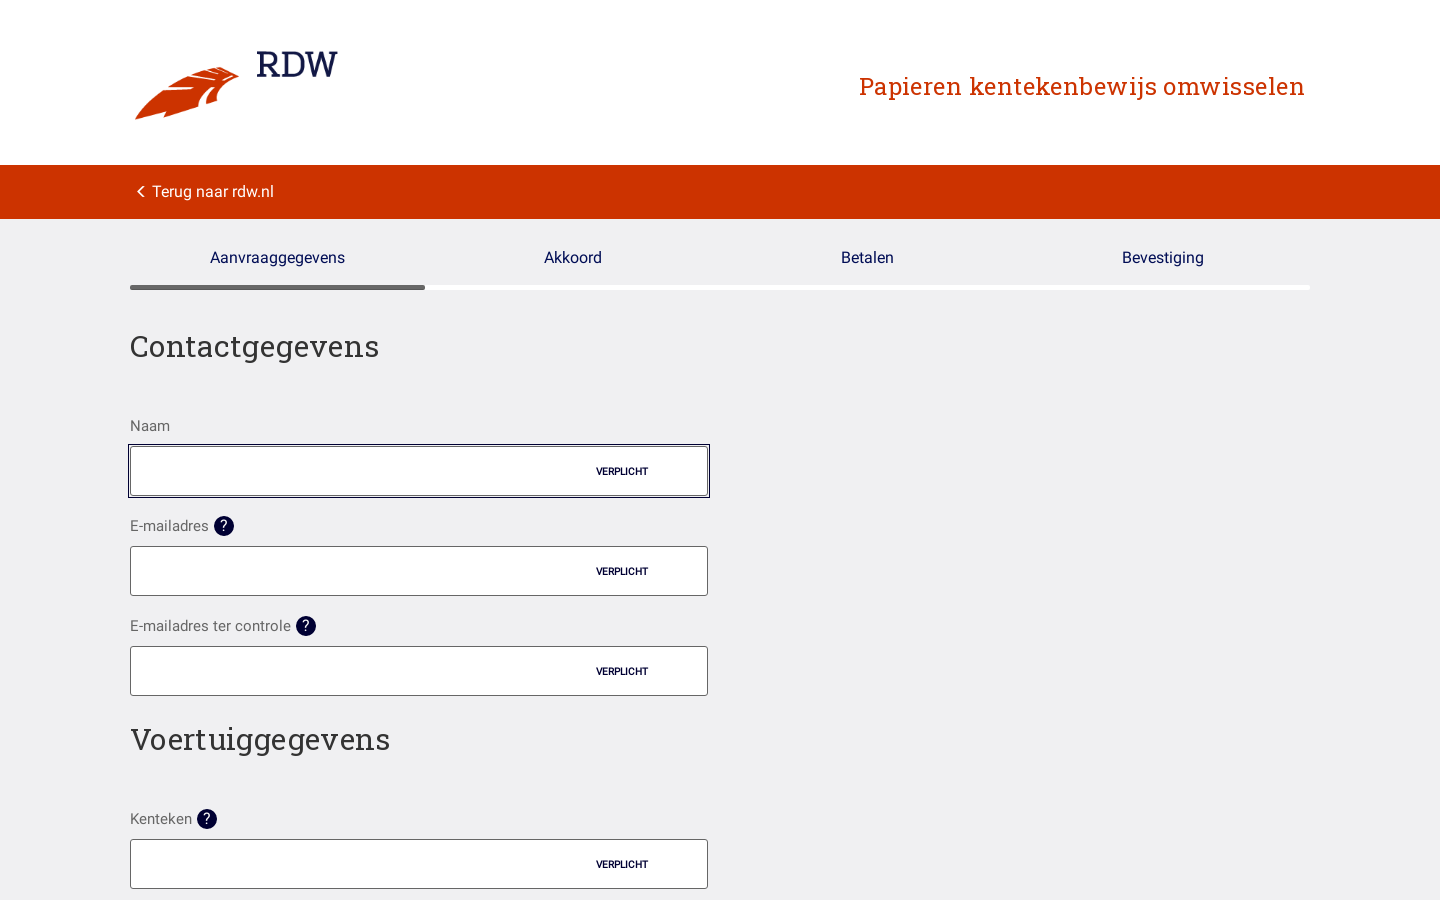 RDW
Papieren kentekenbewijs omwisselen
Terug naar rdw.nl
Aanvraaggegevens Akkoord Betalen Bevestiging
Contactgegevens
Naam
VERPLICHT
E-mailadres ?
VERPLICHT
E-mailadres ter controle ?
VERPLICHT
Voertuiggegevens
Kenteken ?
VERPLICHT